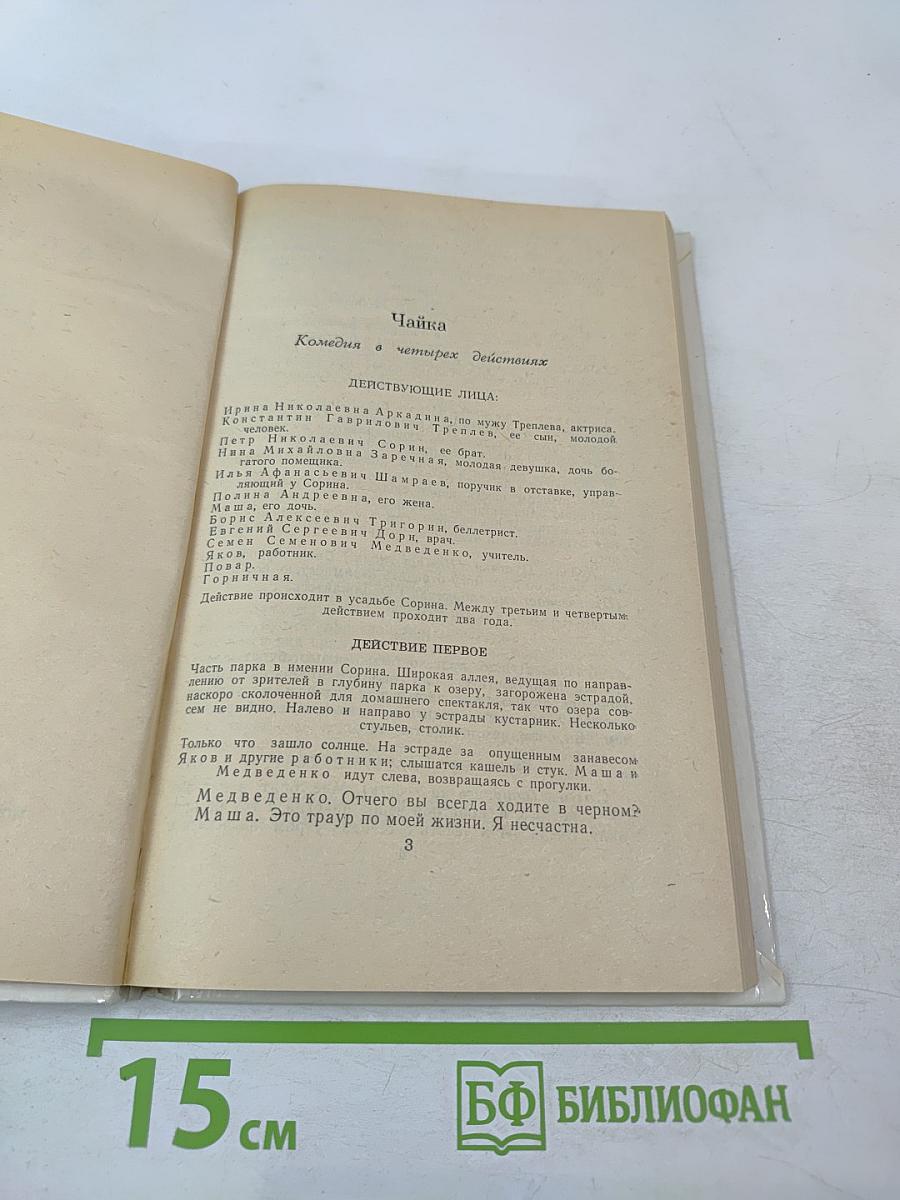 Чайка
Комедия в четырех действиях
ДЕЙСТВУЮЩИЕ ЛИЦА:
Ирина Николаевна Аркадина, по мужу Треплева, актриса.
Константин Гаврилович Треплев, ее сын, молодой
человек.
Петр Николаевич Сорин, ее брат.
Нина Михайловна Заречная, молодая девушка, дочь бо-
гатого помещика.
Илья Афанасьевич Шамраев, поручик в отставке, управ-
ляющий у Сорина.
Полина Андреевна, его жена.
Маша, его дочь.
Борис Алексеевич Тригорин, беллетрист.
Евгений Сергеевич Дорн, врач.
Семен Семенович Медведенко, учитель.
Яков, работник.
Повар.
Горничная.
Действие происходит в усадьбе Сорина. Между третьим и четвертым
действием проходит два года.
ДЕЙСТВИЕ ПЕРВОЕ
Часть парка в имении Сорина. Широкая аллея, ведущая по направ-
лению от зрителей в глубину парка к озеру, загорожена эстрадой,
наскоро сколоченной для домашнего спектакля, так что озера сов-
сем не видно. Налево и направо у эстрады кустарник. Несколько
стульев, столик.
Только что зашло солнце. На эстраде за опущенным занавесом
Яков и другие работники; слышатся кашель и стук. Маша и
Медведенко идут слева, возвращаясь с прогулки.
Медведенко. Отчего вы всегда ходите в черном?
Маша. Это траур по моей жизни. Я несчастна.
3
15 см
БФ БИБЛИОФАН